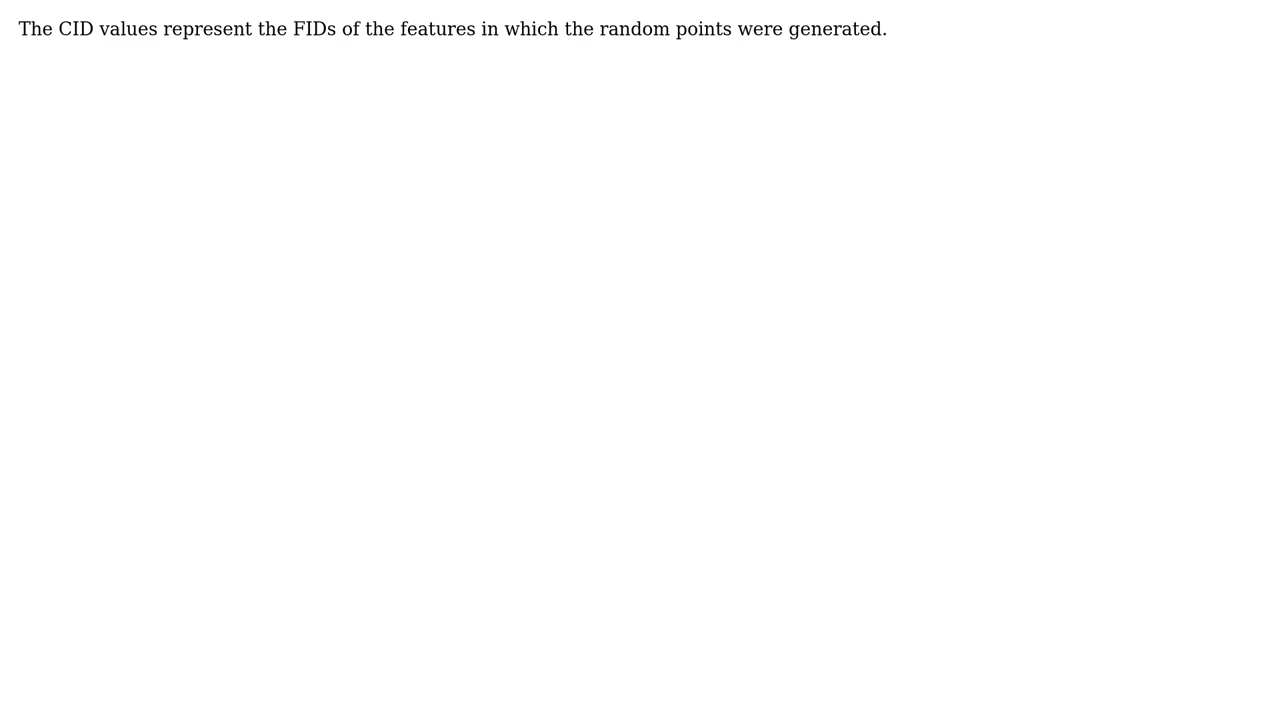 The CID values represent the FIDs of the features in which the random points were generated.